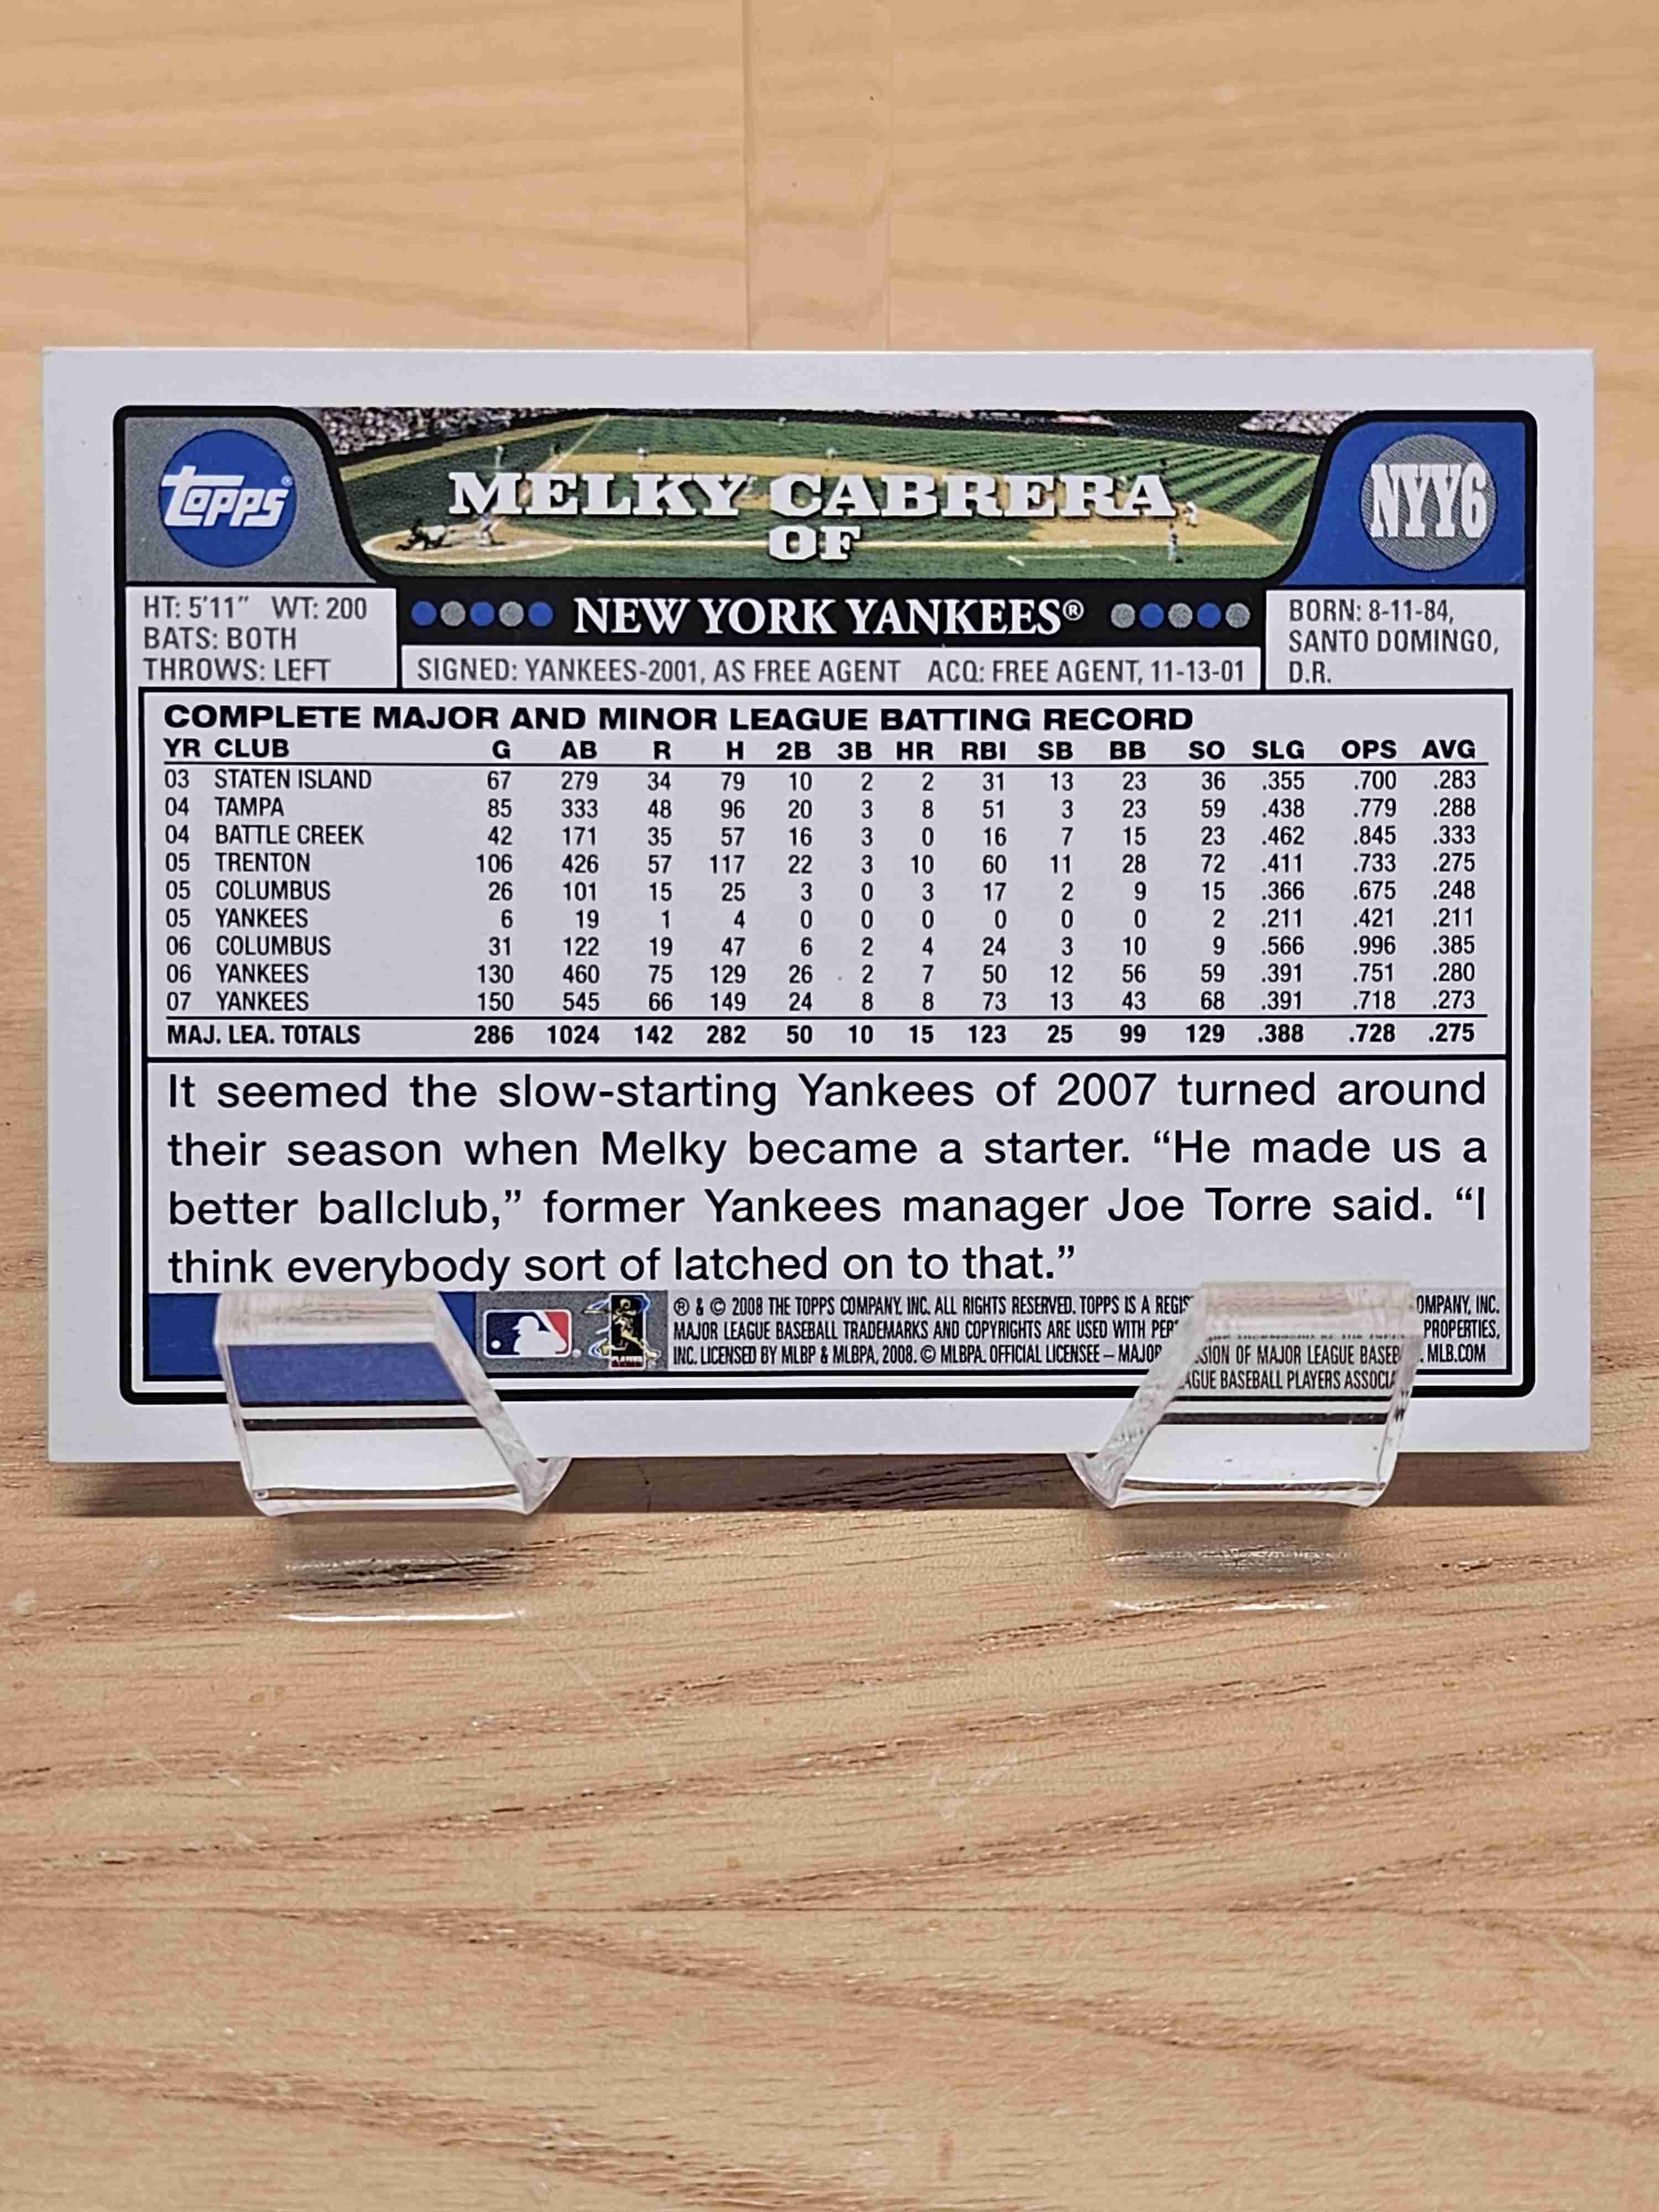 topps®
MELKY CABRERA
OF
NYY6
HT: 5'11" WT: 200
BATS: BOTH
THROWS: LEFT
NEW YORK YANKEES®
SIGNED: YANKEES-2001, AS FREE AGENT ACQ: FREE AGENT, 11-13-01
BORN: 8-11-84,
SANTO DOMINGO,
D.R.
COMPLETE MAJOR AND MINOR LEAGUE BATTING RECORD
YR CLUB G AB R H 2B 3B HR RBI SB BB SO SLG OPS AVG
03 STATEN ISLAND 67 279 34 79 10 2 2 31 13 23 36 .355 .700 .283
04 TAMPA 85 333 48 96 20 3 8 51 3 23 59 .438 .779 .288
04 BATTLE CREEK 42 171 35 57 16 3 0 16 7 15 23 .462 .845 .333
05 TRENTON 106 426 57 117 22 3 10 60 11 28 72 .411 .733 .275
05 COLUMBUS 26 101 15 25 3 0 3 17 2 9 15 .366 .675 .248
05 YANKEES 6 19 1 4 0 0 0 0 0 0 2 .211 .421 .211
06 COLUMBUS 31 122 19 47 6 2 4 24 3 10 9 .566 .996 .385
06 YANKEES 130 460 75 129 26 2 7 50 12 56 59 .391 .751 .280
07 YANKEES 150 545 66 149 24 8 8 73 13 43 68 .391 .718 .273
MAJ. LEA. TOTALS 286 1024 142 282 50 10 15 123 25 99 129 .388 .728 .275
It seemed the slow-starting Yankees of 2007 turned around
their season when Melky became a starter. “He made us a
better ballclub,” former Yankees manager Joe Torre said. “I
think everybody sort of latched on to that.”
® & © 2008 THE TOPPS COMPANY, INC. ALL RIGHTS RESERVED. TOPPS IS A REGIS OMPANY, INC.
MAJOR LEAGUE BASEBALL TRADEMARKS AND COPYRIGHTS ARE USED WITH PER PROPERTIES,
INC. LICENSED BY MLBP & MLBPA, 2008. © MLBPA. OFFICIAL LICENSEE – MAJOR SION OF MAJOR LEAGUE BASEB . MLB.COM
AGUE BASEBALL PLAYERS ASSOCIA